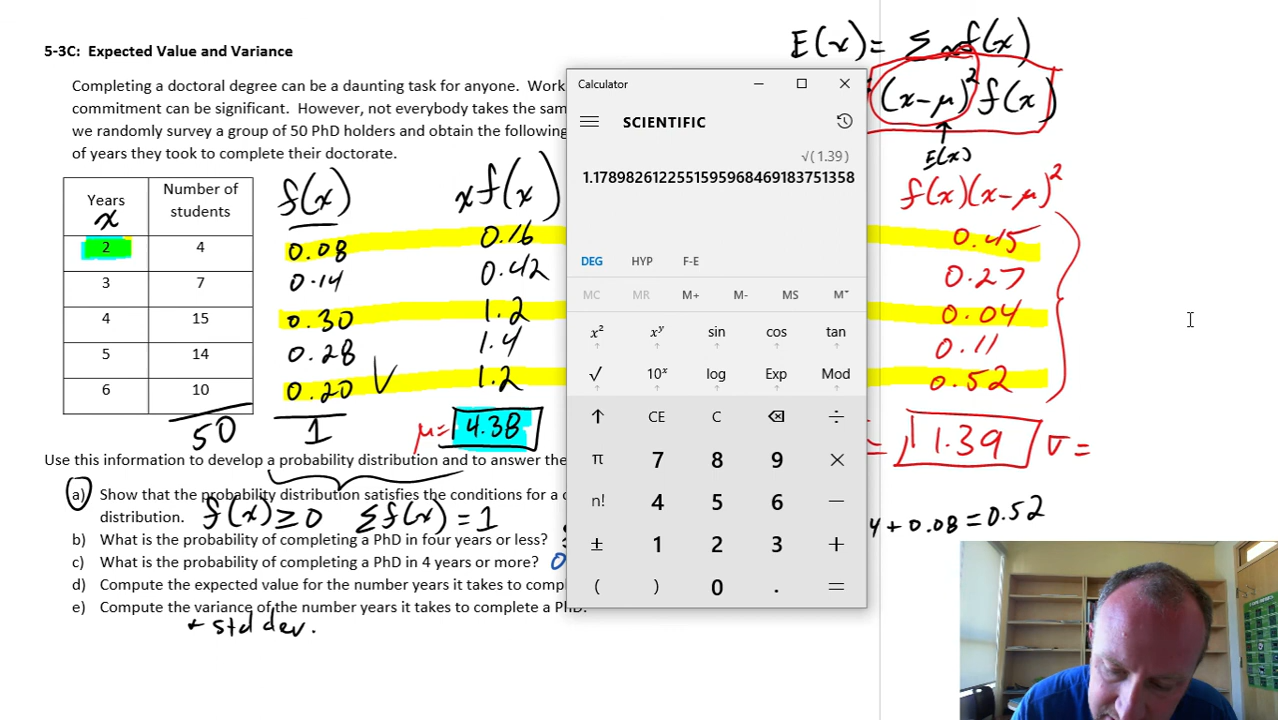 5-3C: Expected Value and Variance
E(x) = Σ xf(x)
Completing a doctoral degree can be a daunting task for anyone. Work
commitment can be significant. However, not everybody takes the sam
we randomly survey a group of 50 PhD holders and obtain the following
of years they took to complete their doctorate.
(x-μ)² f(x)
E(x)
Years x
Number of students
f(x)
xf(x)
f(x)(x-μ)²
2 4 0.08 0.16 0.45
3 7 0.14 0.42 0.27
4 15 0.30 1.2 0.04
5 14 0.28 1.4 0.11
6 10 0.20 1.2 0.52
50 1 μ= 4.38 = 1.39 σ=
Use this information to develop a probability distribution and to answer the
a) Show that the probability distribution satisfies the conditions for a d
distribution. f(x) ≥ 0 Σf(x) = 1
+ 0.08 = 0.52
b) What is the probability of completing a PhD in four years or less?
c) What is the probability of completing a PhD in 4 years or more? 0
d) Compute the expected value for the number years it takes to comp
e) Compute the variance of the number years it takes to complete a PhD.
+ std dev.
Calculator
SCIENTIFIC
√(1.39)
1.1789826122551595968469183751358
DEG HYP F-E
MC MR M+ M- MS M˅
x² xʸ sin cos tan
√ 10ˣ log Exp Mod
↑ CE C ÷
π 7 8 9 ×
n! 4 5 6 −
± 1 2 3 +
( ) 0 . =